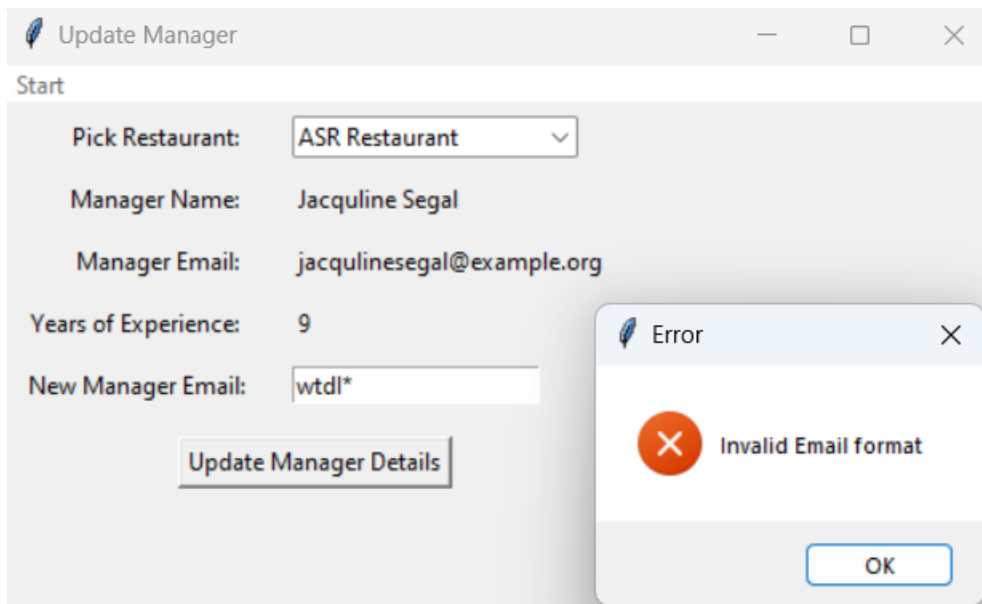 Update Manager
Start
Pick Restaurant: ASR Restaurant
Manager Name: Jacquline Segal
Manager Email: jacqulinesegal@example.org
Years of Experience: 9
New Manager Email: wtdl*
Update Manager Details
Error
Invalid Email format
OK